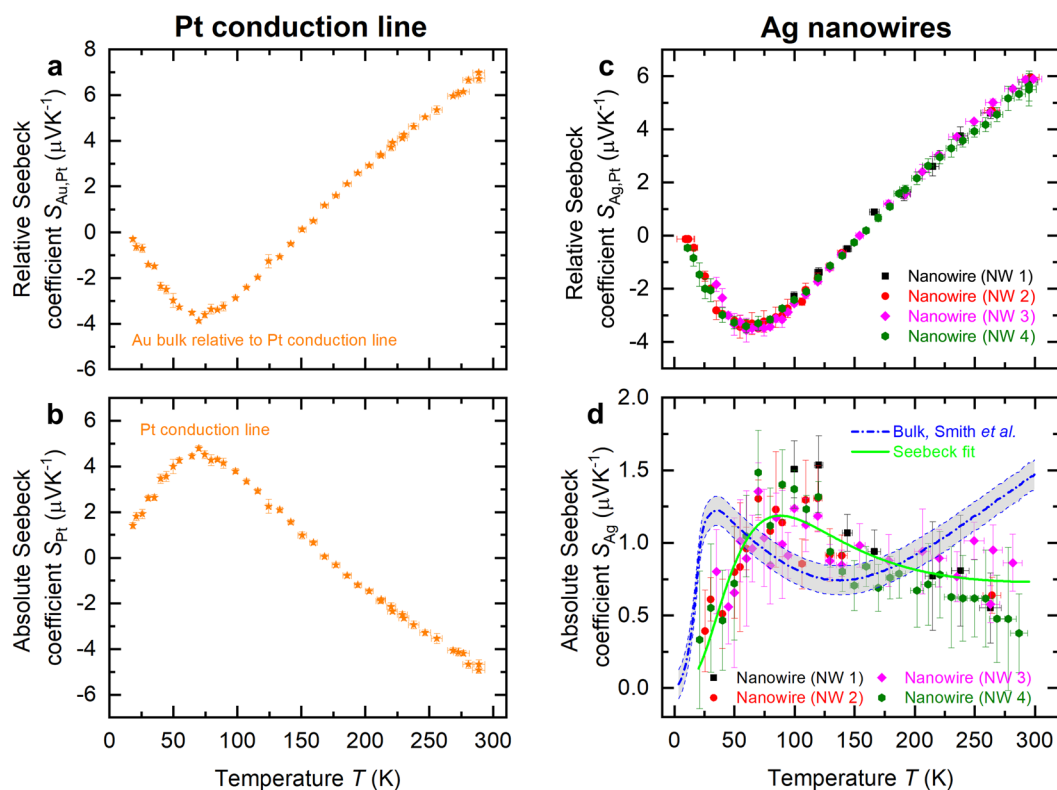 Pt conduction line
Ag nanowires
a
8
6
4
2
0
-2
-4
-6
Relative Seebeck
coefficient S_Au,Pt (µVK⁻¹)
Au bulk relative to Pt conduction line
c
6
4
2
0
-2
-4
Relative Seebeck
coefficient S_Ag,Pt (µVK⁻¹)
Nanowire (NW 1)
Nanowire (NW 2)
Nanowire (NW 3)
Nanowire (NW 4)
b
Pt conduction line
6
4
2
0
-2
-4
-6
Absolute Seebeck
coefficient S_Pt (µVK⁻¹)
0 50 100 150 200 250 300
Temperature T (K)
d
2.0
1.5
1.0
0.5
0.0
Absolute Seebeck
coefficient S_Ag (µVK⁻¹)
Bulk, Smith et al.
Seebeck fit
Nanowire (NW 1)
Nanowire (NW 2)
Nanowire (NW 3)
Nanowire (NW 4)
0 50 100 150 200 250 300
Temperature T (K)